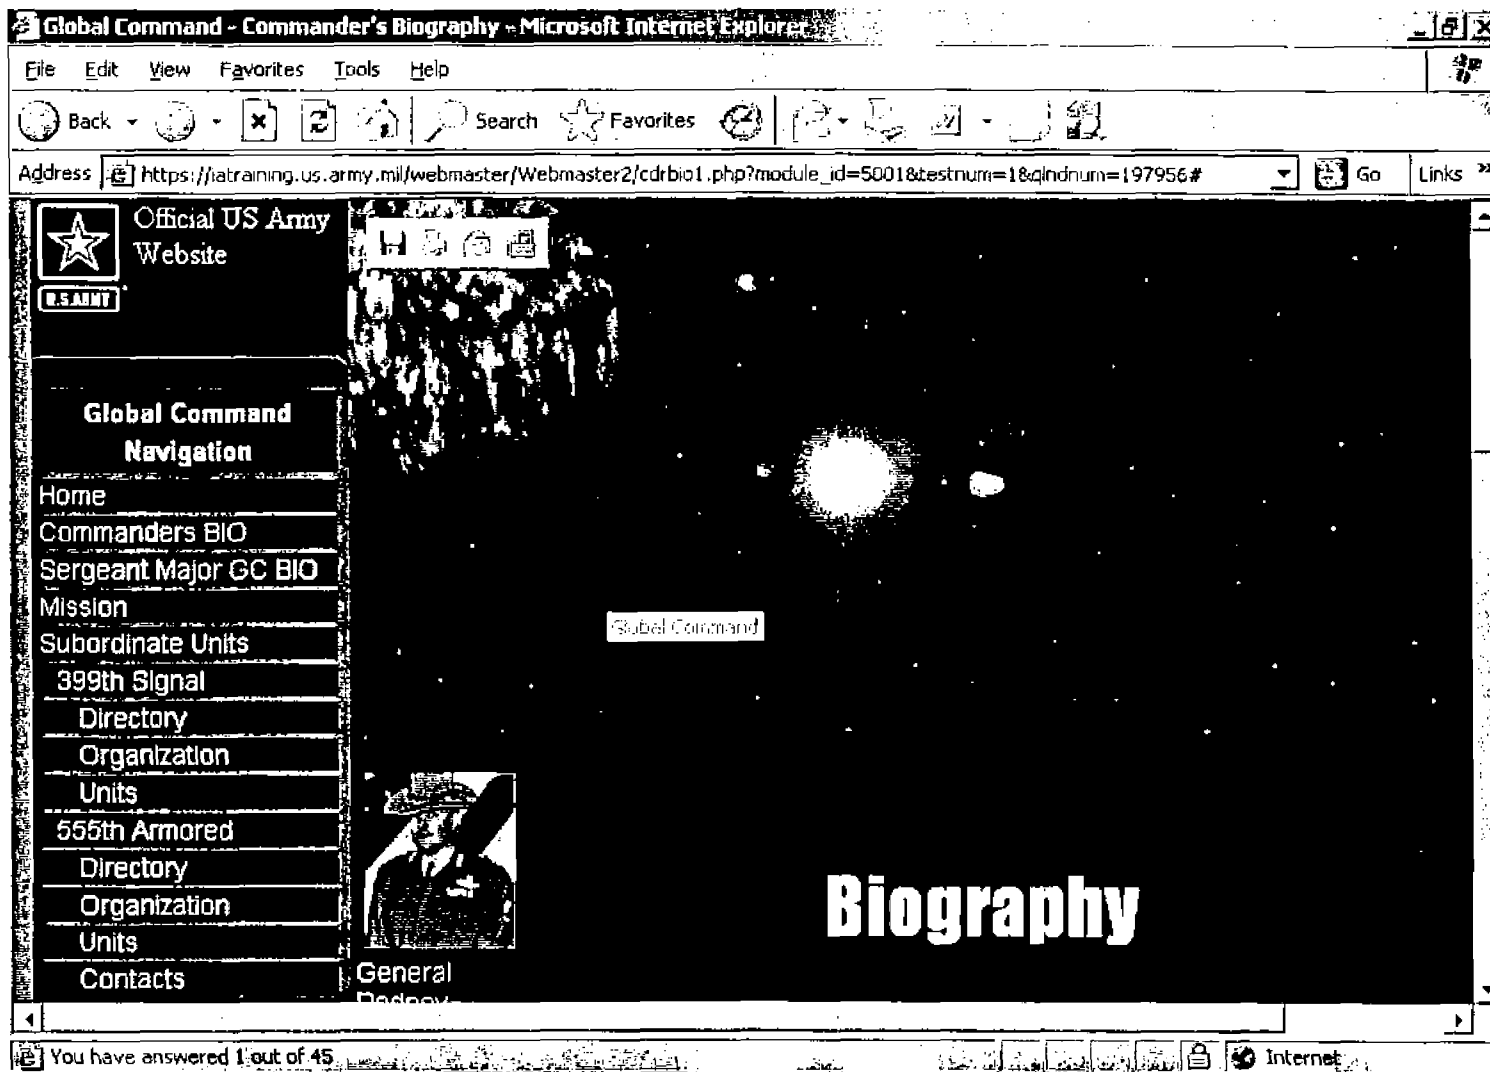 Global Command - Commander's Biography - Microsoft Internet Explorer
File Edit View Favorites Tools Help
Back Search Favorites
Address https://iatraining.us.army.mil/webmaster/Webmaster2/cdrbio1.php?module_id=5001&testnum=1&qindnum=197956# Go Links »
Official US Army
Website
U.S.ARMY
Global Command
Navigation
Home
Commanders BIO
Sergeant Major GC BIO
Mission
Subordinate Units
399th Signal
Directory
Organization
Units
555th Armored
Directory
Organization
Units
Contacts
Global Command
Biography
General
Rodney
You have answered 1 out of 45
Internet